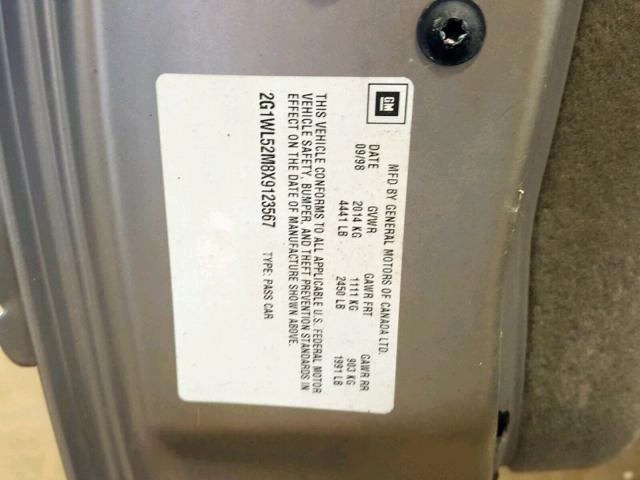 GM
MFD BY GENERAL MOTORS OF CANADA LTD.
DATE GVWR GAWR FRT GAWR RR
09/98 2014 KG 1111 KG 903 KG
4441 LB 2450 LB 1991 LB
THIS VEHICLE CONFORMS TO ALL APPLICABLE U.S. FEDERAL MOTOR
VEHICLE SAFETY, BUMPER, AND THEFT PREVENTION STANDARDS IN
EFFECT ON THE DATE OF MANUFACTURE SHOWN ABOVE.
2G1WL52M8X9123567 TYPE: PASS CAR